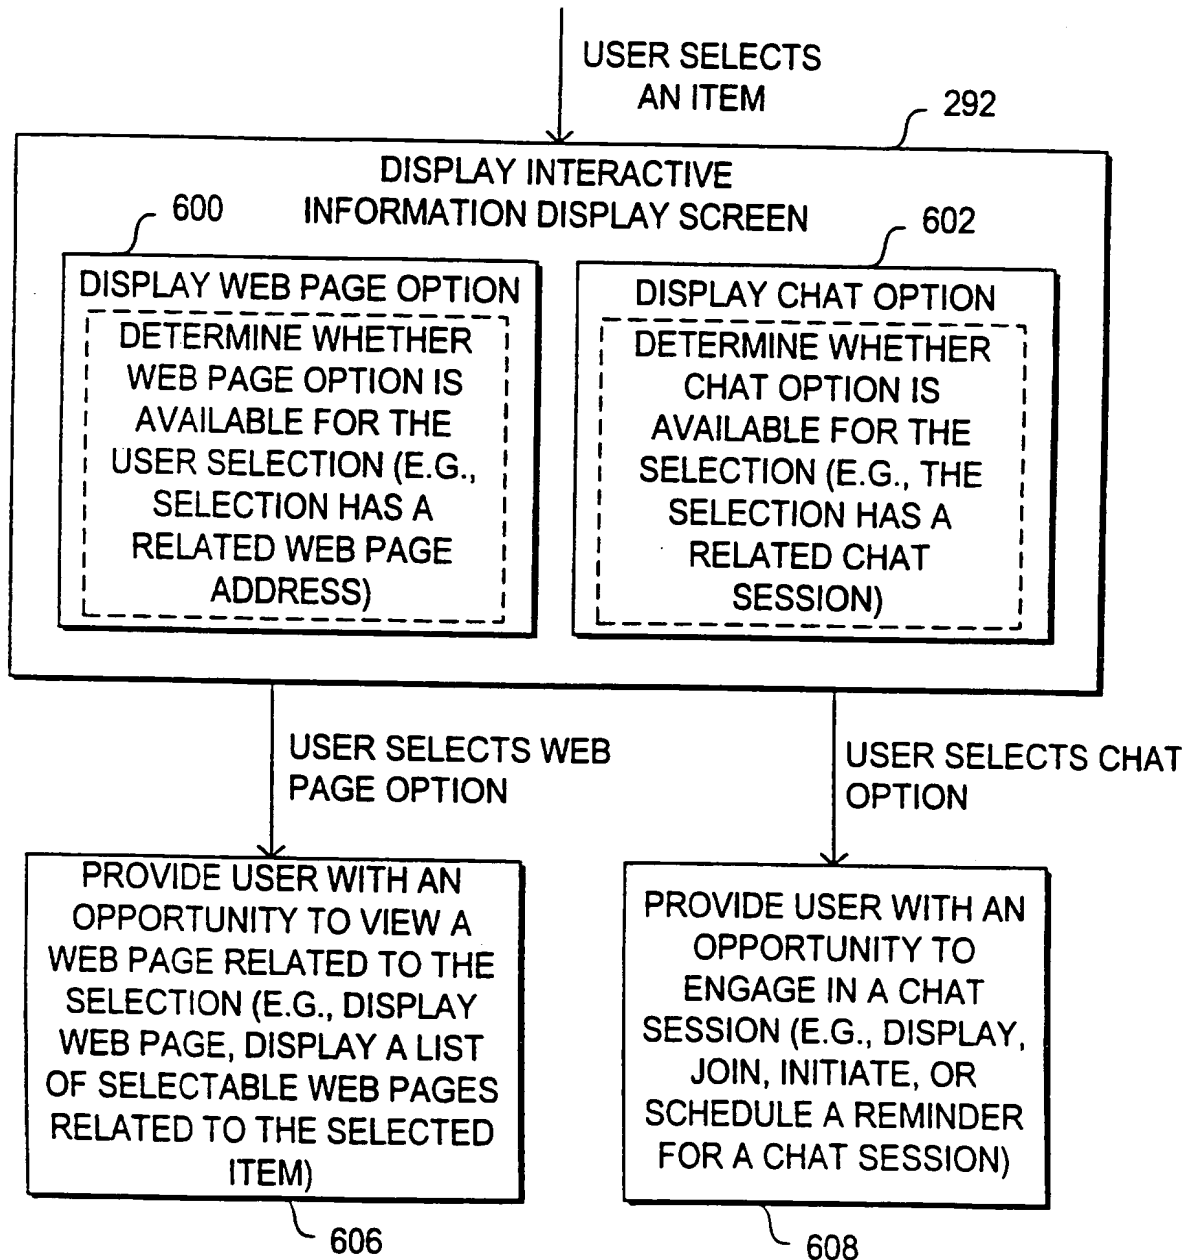 USER SELECTS
AN ITEM
292
DISPLAY INTERACTIVE
INFORMATION DISPLAY SCREEN
600
602
DISPLAY WEB PAGE OPTION
DETERMINE WHETHER
WEB PAGE OPTION IS
AVAILABLE FOR THE
USER SELECTION (E.G.,
SELECTION HAS A
RELATED WEB PAGE
ADDRESS)
DISPLAY CHAT OPTION
DETERMINE WHETHER
CHAT OPTION IS
AVAILABLE FOR THE
SELECTION (E.G., THE
SELECTION HAS A
RELATED CHAT
SESSION)
USER SELECTS WEB
PAGE OPTION
USER SELECTS CHAT
OPTION
PROVIDE USER WITH AN
OPPORTUNITY TO VIEW A
WEB PAGE RELATED TO THE
SELECTION (E.G., DISPLAY
WEB PAGE, DISPLAY A LIST
OF SELECTABLE WEB PAGES
RELATED TO THE SELECTED
ITEM)
606
PROVIDE USER WITH AN
OPPORTUNITY TO
ENGAGE IN A CHAT
SESSION (E.G., DISPLAY,
JOIN, INITIATE, OR
SCHEDULE A REMINDER
FOR A CHAT SESSION)
608